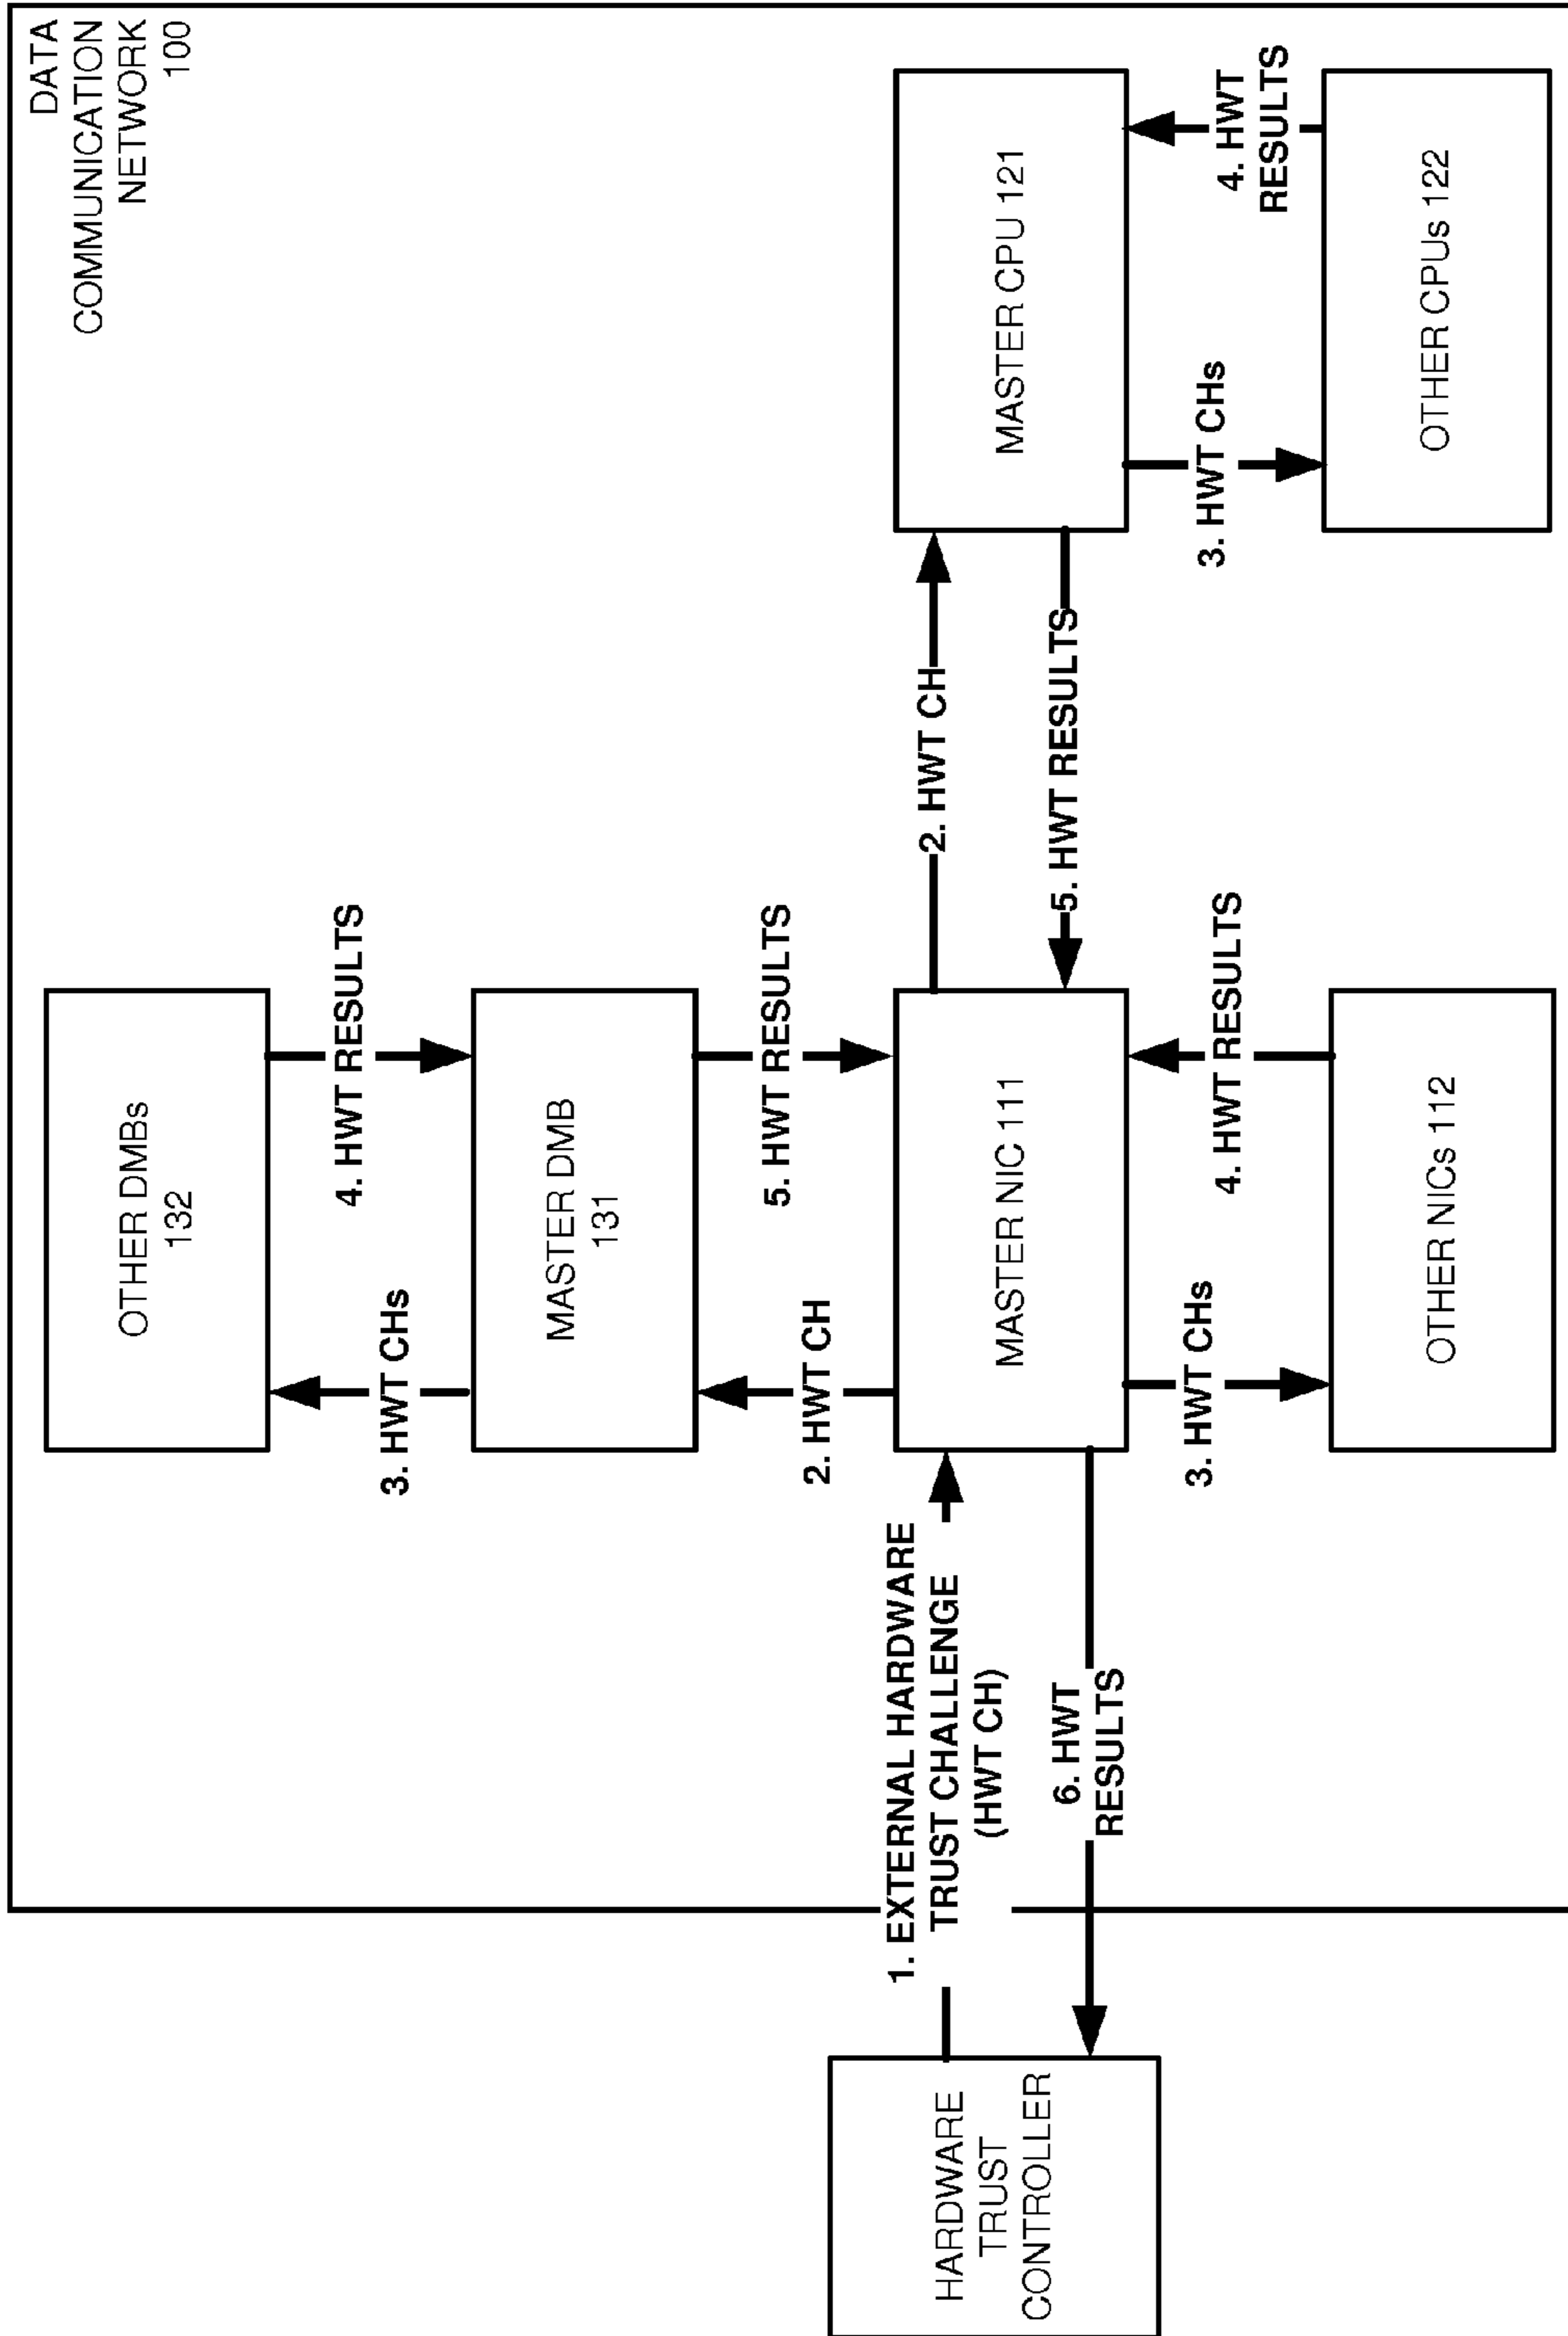 DATA
COMMUNICATION
NETWORK
100
OTHER DMBs
132
3. HWT CHs
4. HWT RESULTS
MASTER DMB
131
2. HWT CH
5. HWT RESULTS
HARDWARE
TRUST
CONTROLLER
1. EXTERNAL HARDWARE
TRUST CHALLENGE
(HWT CH)
6. HWT
RESULTS
MASTER NIC 111
2. HWT CH
5. HWT RESULTS
MASTER CPU 121
3. HWT CHs
4. HWT RESULTS
3. HWT CHs
4. HWT
RESULTS
OTHER NICs 112
OTHER CPUs 122